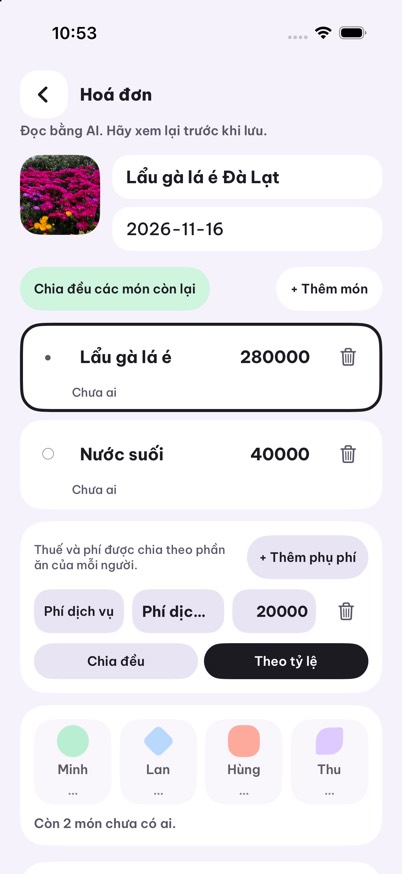 10:53
Hoá đơn
Đọc bằng AI. Hãy xem lại trước khi lưu.
Lẩu gà lá é Đà Lạt
2026-11-16
Chia đều các món còn lại
+ Thêm món
Lẩu gà lá é
280000
Chưa ai
Nước suối
40000
Chưa ai
Thuế và phí được chia theo phần
ăn của mỗi người.
+ Thêm phụ phí
Phí dịch vụ
Phí dịc...
20000
Chia đều
Theo tỷ lệ
Minh
Lan
Hùng
Thu
...
...
...
...
Còn 2 món chưa có ai.